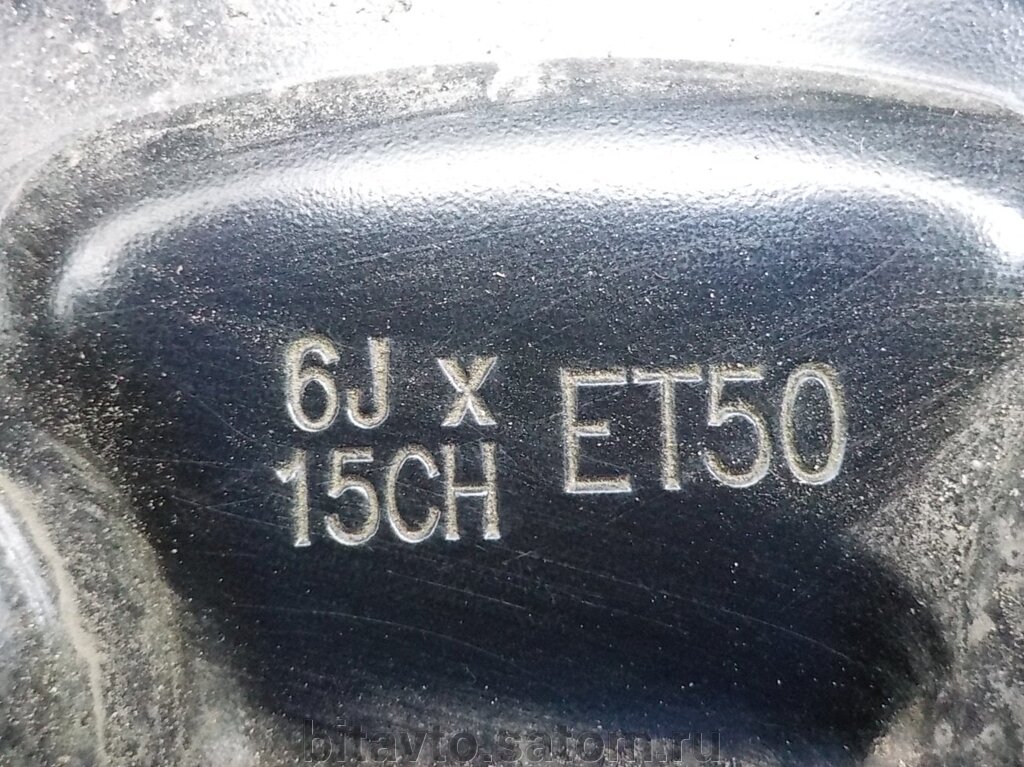 6J x
15CH ET50
bitavto.satom.ru